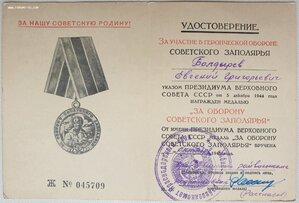 ЗА НАШУ СОВЕТСКУЮ РОДИНУ!
Ж № 045709
УДОСТОВЕРЕНИЕ.
ЗА УЧАСТИЕ В ГЕРОИЧЕСКОЙ ОБОРОНЕ
СОВЕТСКОГО ЗАПОЛЯРЬЯ
Болдырев
Евгений Григорьевич
УКАЗОМ ПРЕЗИДИУМА ВЕРХОВНОГО
СОВЕТА СССР от 5 декабря 1944 года
НАГРАЖДЕН МЕДАЛЬЮ
„ЗА ОБОРОНУ
СОВЕТСКОГО ЗАПОЛЯРЬЯ"
От имени ПРЕЗИДИУМА ВЕРХОВНОГО
СОВЕТА СССР МЕДАЛЬ „ЗА ОБОРОНУ
СОВЕТСКОГО ЗАПОЛЯРЬЯ" ВРУЧЕНА